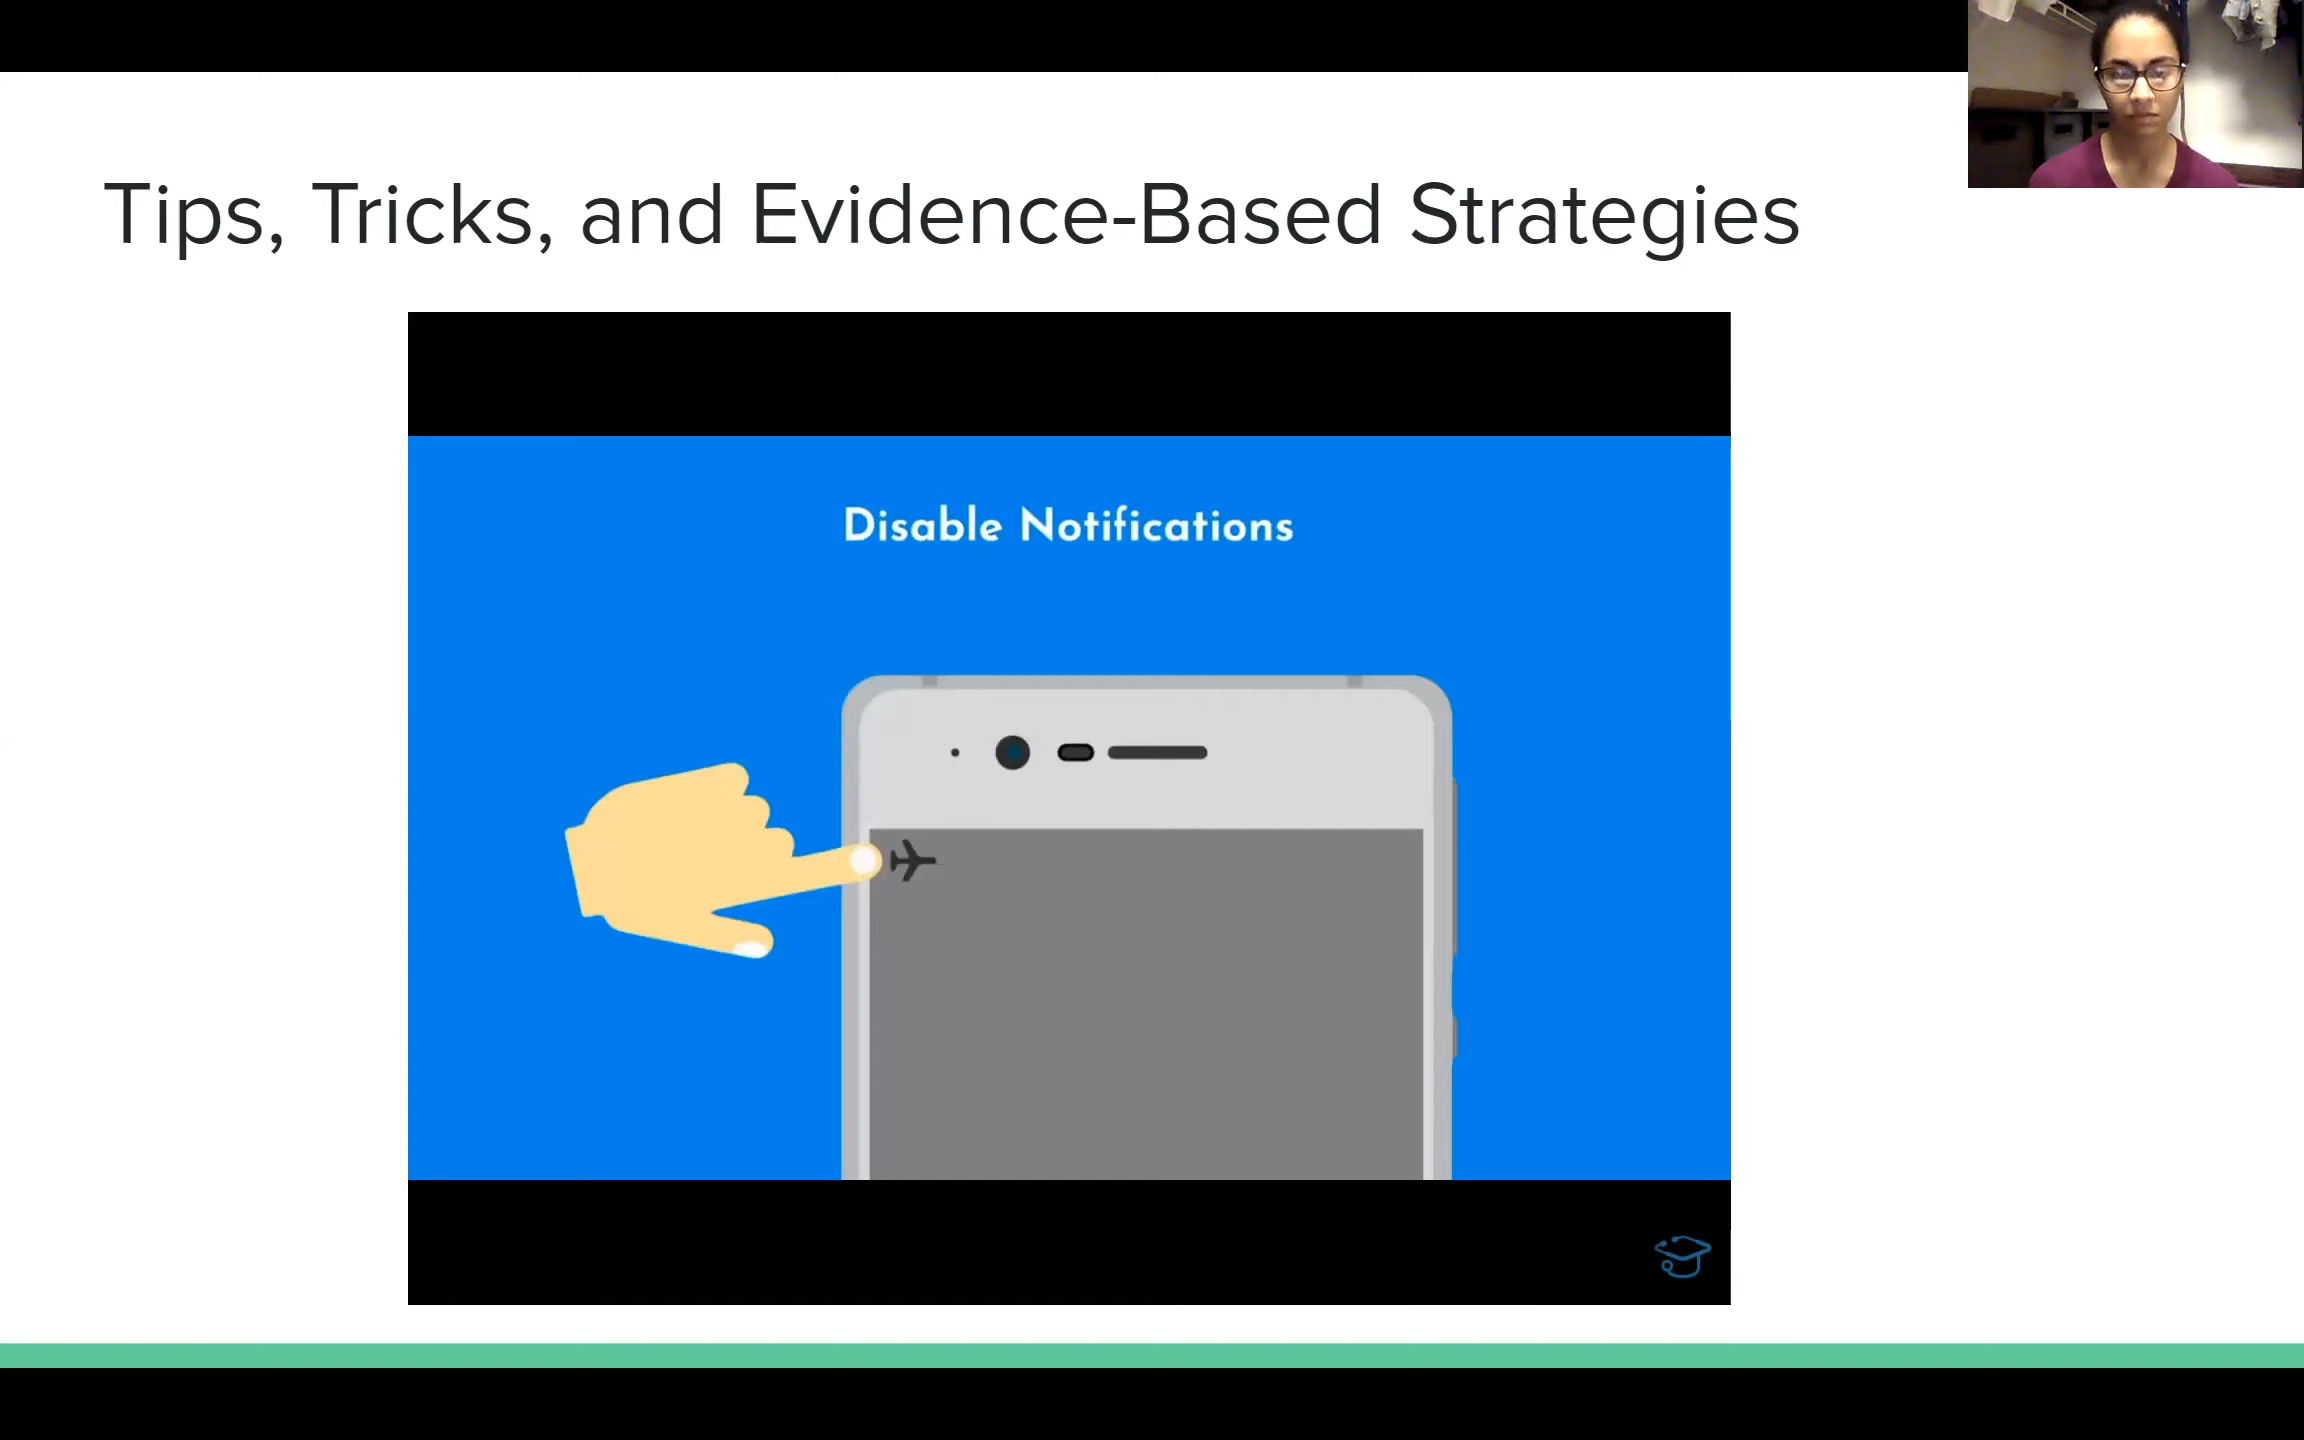 Tips, Tricks, and Evidence-Based Strategies
Disable Notifications